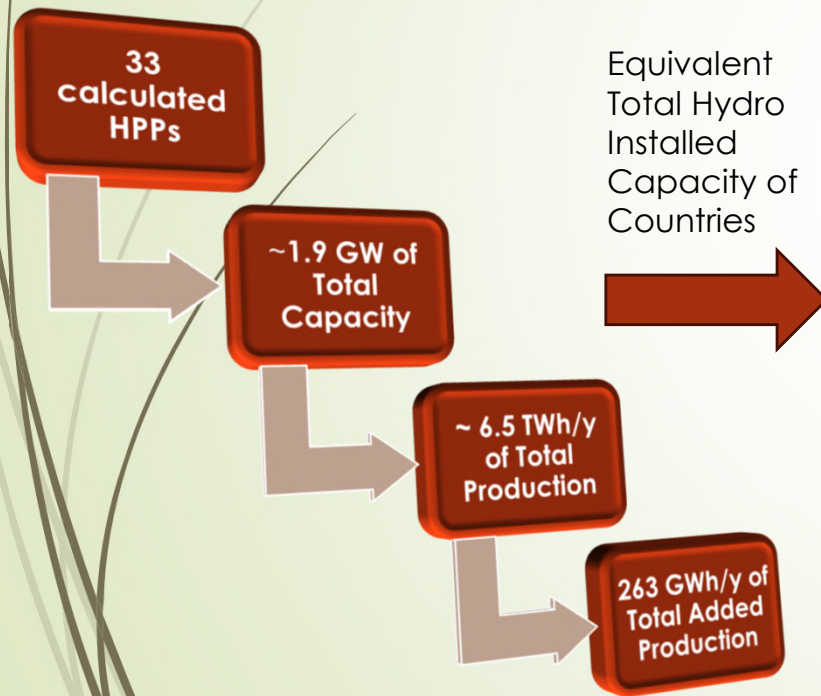 33
calculated
HPPs
Equivalent
Total Hydro
Installed
Capacity of
Countries
~1.9 GW of
Total
Capacity
~ 6.5 TWh/y
of Total
Production
263 GWh/y of
Total Added
Production